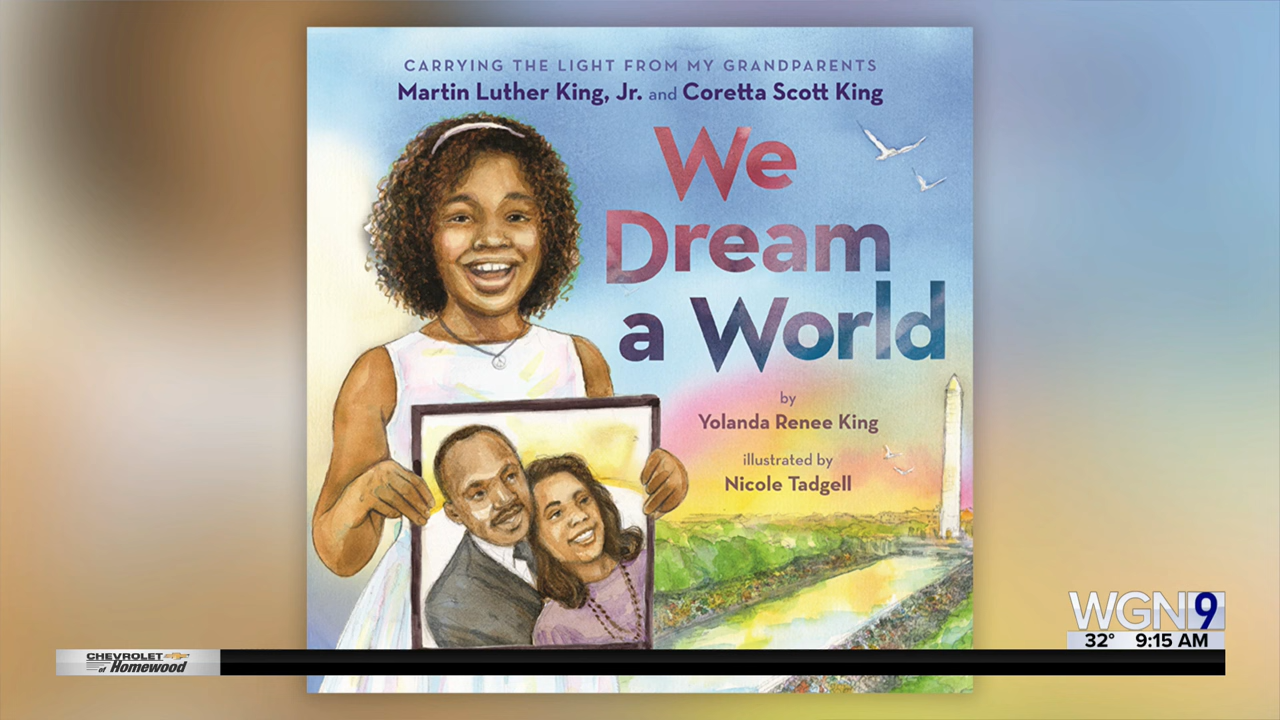 CARRYING THE LIGHT FROM MY GRANDPARENTS
Martin Luther King, Jr. and Coretta Scott King
We
Dream
a World
by
Yolanda Renee King
illustrated by
Nicole Tadgell
WGN9
32° 9:15 AM
CHEVROLET
of Homewood